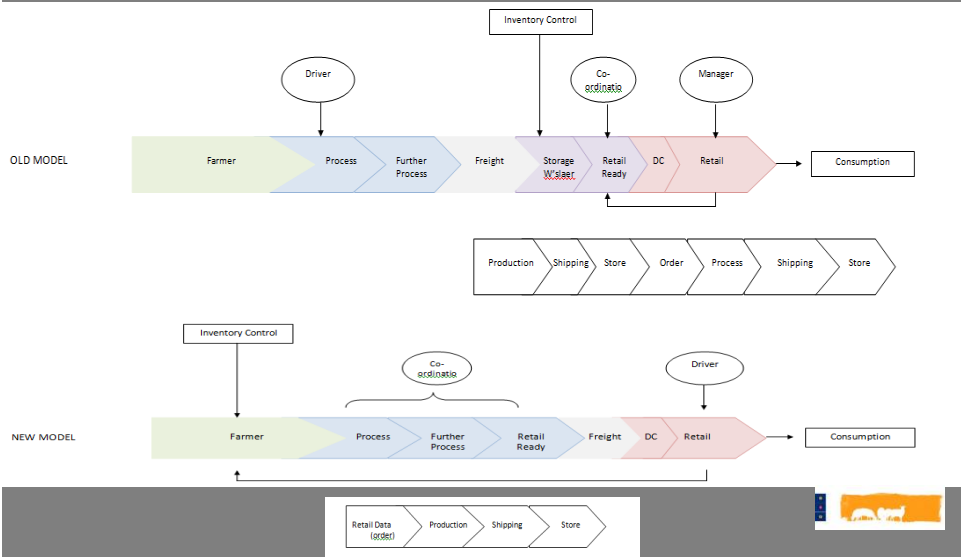 Inventory Control
Driver
Co-
ordinatio
Manager
OLD MODEL
Farmer
Process
Further
Process
Freight
Storage
W'slaer
Retail
Ready
DC
Retail
Consumption
Production
Shipping
Store
Order
Process
Shipping
Store
Inventory Control
Co-
ordinatio
Driver
NEW MODEL
Farmer
Process
Further
Process
Retail
Ready
Freight
DC
Retail
Consumption
Retail Data
(order)
Production
Shipping
Store